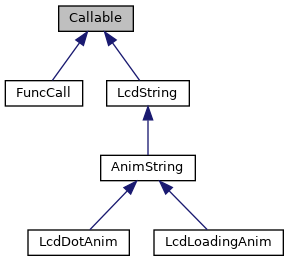 Callable
FuncCall
LcdString
AnimString
LcdDotAnim
LcdLoadingAnim